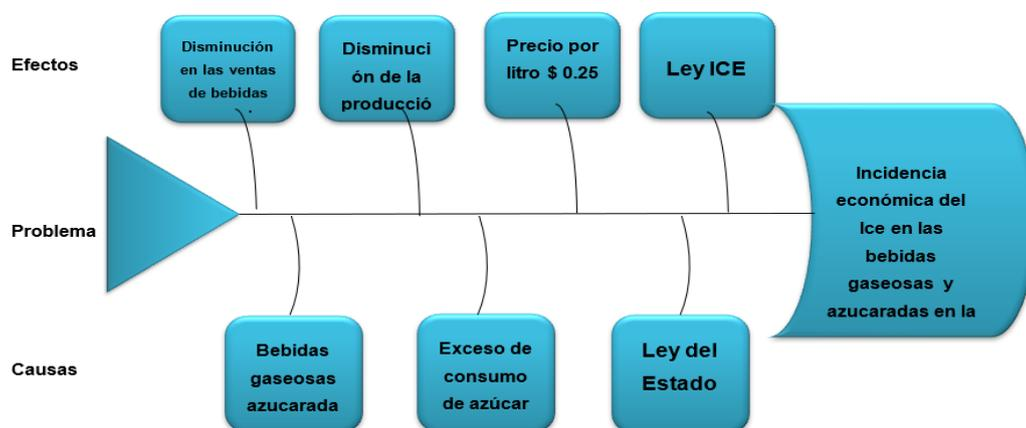 Efectos
Disminución
en las ventas
de bebidas
.
Disminuci
ón de la
producció
Precio por
litro $ 0.25
Ley ICE
Problema
Incidencia
económica del
Ice en las
bebidas
gaseosas y
azucaradas en la
Causas
Bebidas
gaseosas
azucarada
Exceso de
consumo
de azúcar
Ley del
Estado